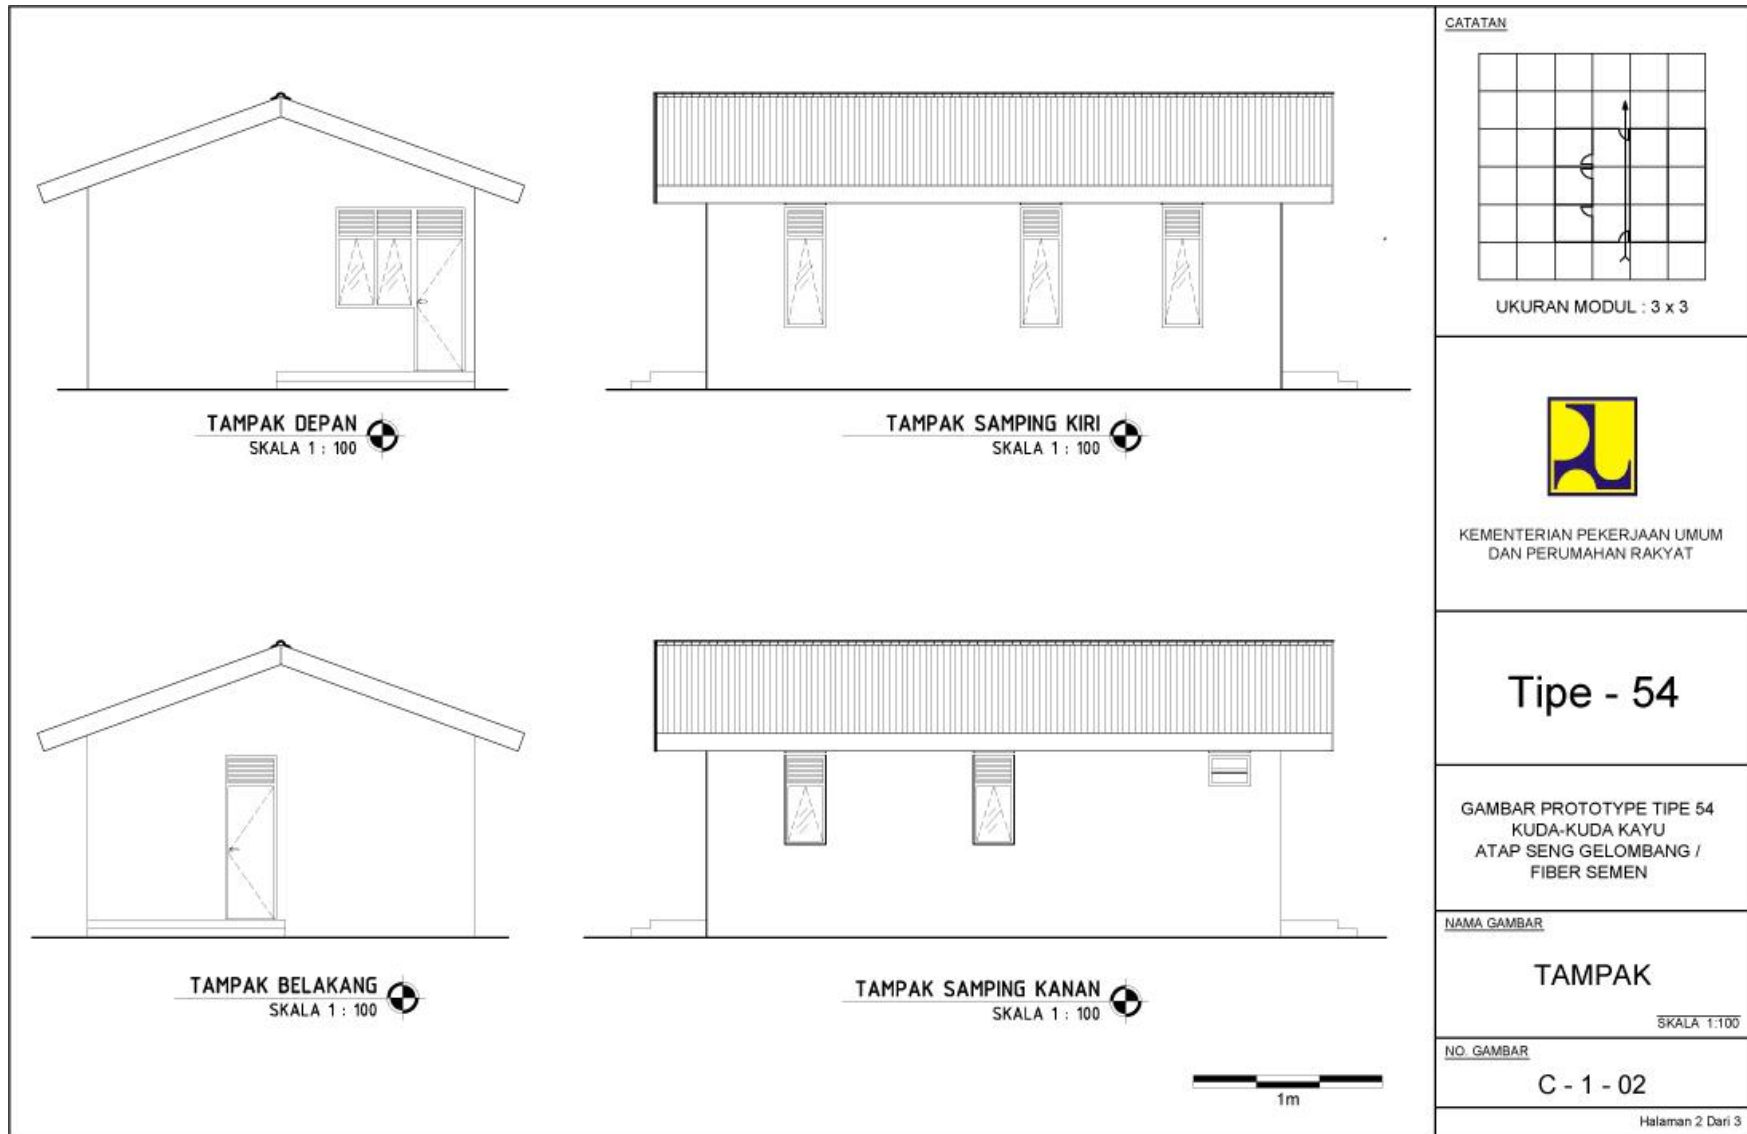 TAMPAK DEPAN
SKALA 1 : 100
TAMPAK SAMPING KIRI
SKALA 1 : 100
TAMPAK BELAKANG
SKALA 1 : 100
TAMPAK SAMPING KANAN
SKALA 1 : 100
1m
CATATAN
UKURAN MODUL : 3 x 3
KEMENTERIAN PEKERJAAN UMUM
DAN PERUMAHAN RAKYAT
Tipe - 54
GAMBAR PROTOTYPE TIPE 54
KUDA-KUDA KAYU
ATAP SENG GELOMBANG /
FIBER SEMEN
NAMA GAMBAR
TAMPAK
SKALA 1:100
NO. GAMBAR
C - 1 - 02
Halaman 2 Dari 3